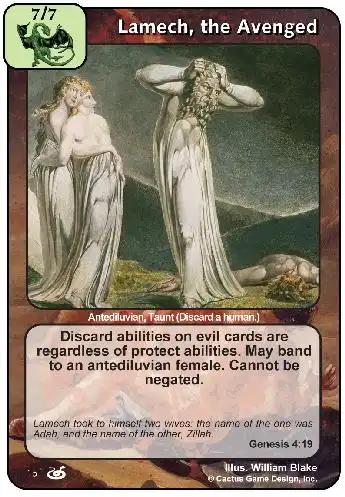 7/7
Lamech, the Avenged
Antediluvian, Taunt (Discard a human.)
Discard abilities on evil cards are
regardless of protect abilities. May band
to an antediluvian female. Cannot be
negated.
Lamech took to himself two wives: the name of the one was
Adah, and the name of the other, Zillah.
Genesis 4:19
Illus. William Blake
© Cactus Game Design, Inc.